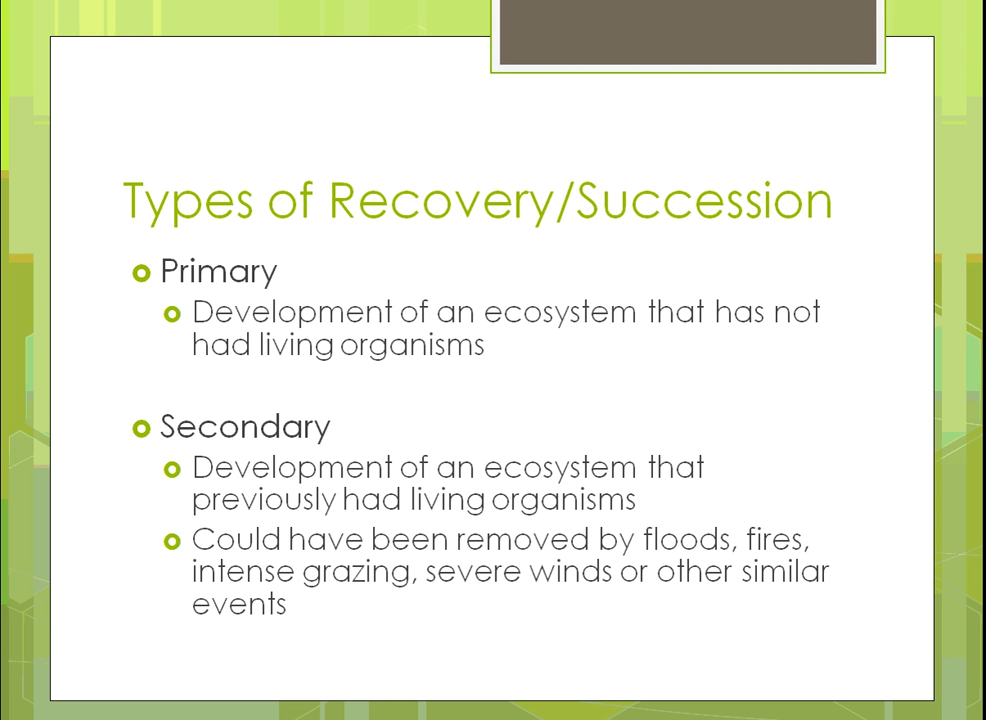 Types of Recovery/Succession
Primary
Development of an ecosystem that has not
had living organisms
Secondary
Development of an ecosystem that
previously had living organisms
Could have been removed by floods, fires,
intense grazing, severe winds or other similar
events